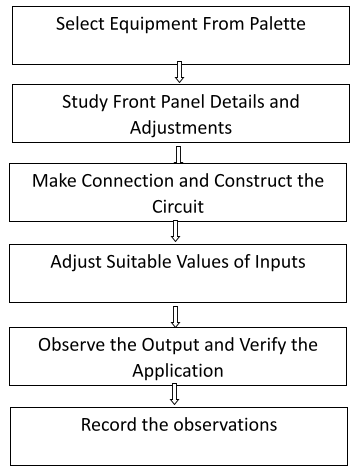 Select Equipment From Palette
Study Front Panel Details and
Adjustments
Make Connection and Construct the
Circuit
Adjust Suitable Values of Inputs
Observe the Output and Verify the
Application
Record the observations